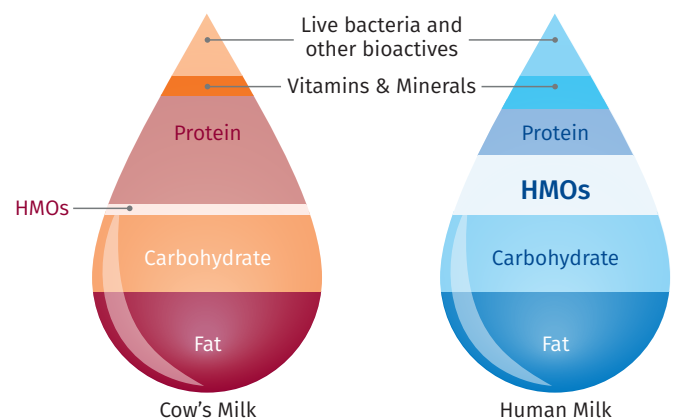 Live bacteria and
other bioactives
Vitamins & Minerals
Protein
Protein
HMOs
HMOs
Carbohydrate
Carbohydrate
Fat
Fat
Cow's Milk
Human Milk